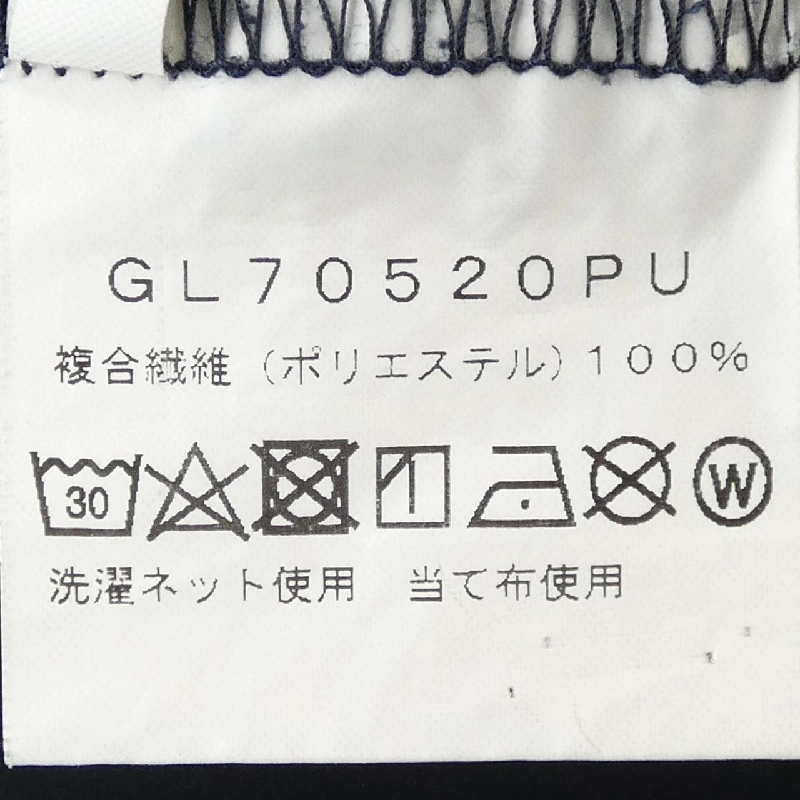 GL70520PU
複合繊維（ポリエステル）100%
30 W
洗濯ネット使用　当て布使用